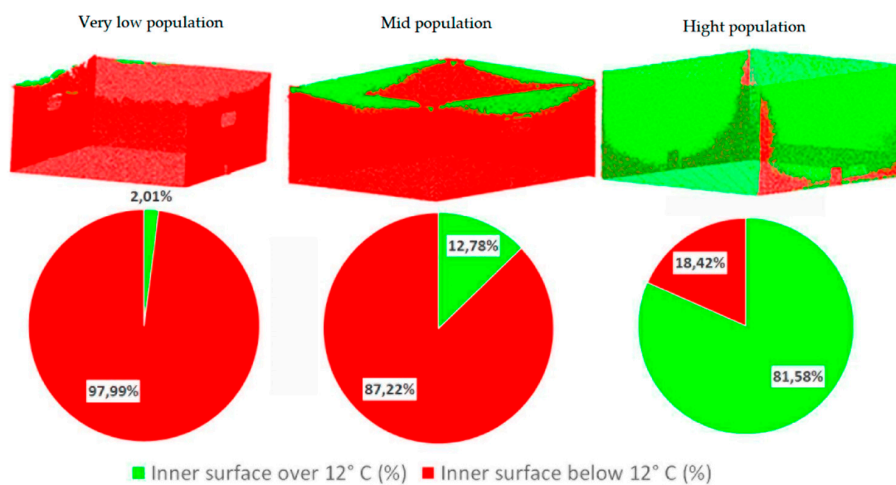 Very low population
Mid population
Hight population
2,01%
97,99%
12,78%
87,22%
18,42%
81,58%
Inner surface over 12° C (%)
Inner surface below 12° C (%)